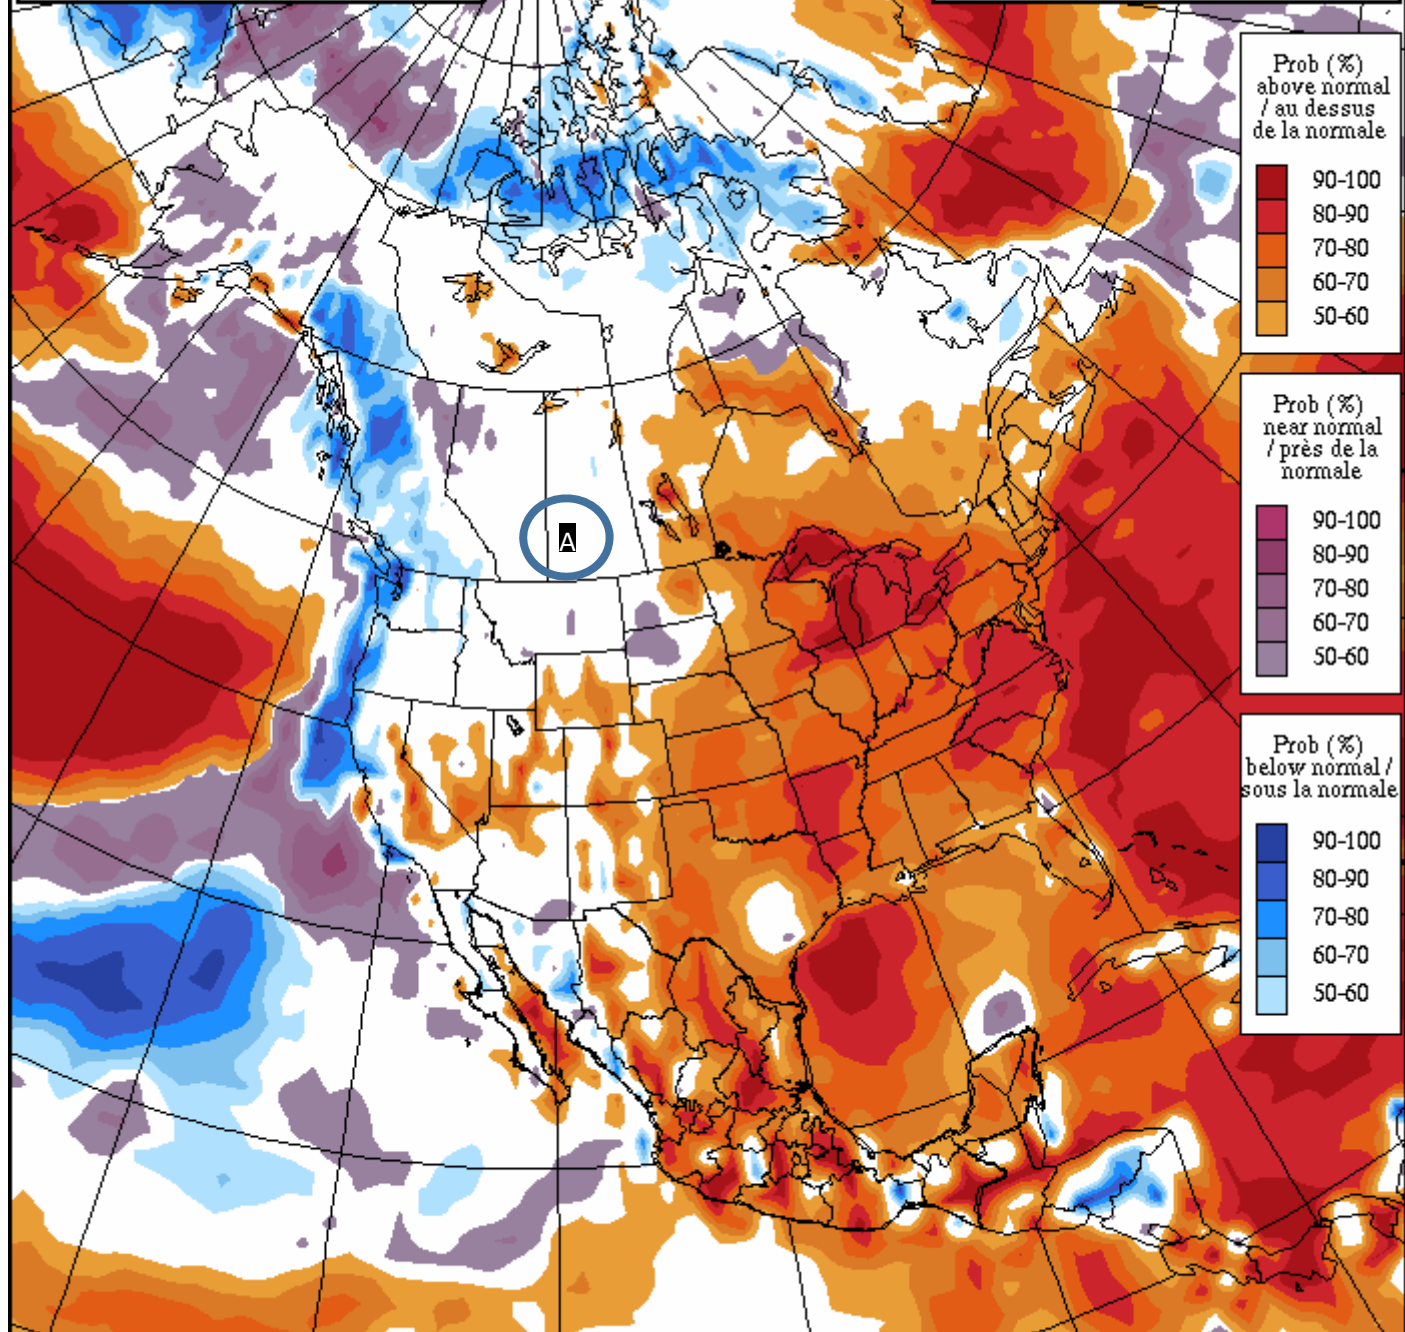 Prob (%)
above normal
/ au dessus
de la normale
90-100
80-90
70-80
60-70
50-60
Prob (%)
near normal
/ près de la
normale
90-100
80-90
70-80
60-70
50-60
Prob (%)
below normal /
sous la normale
90-100
80-90
70-80
60-70
50-60
A